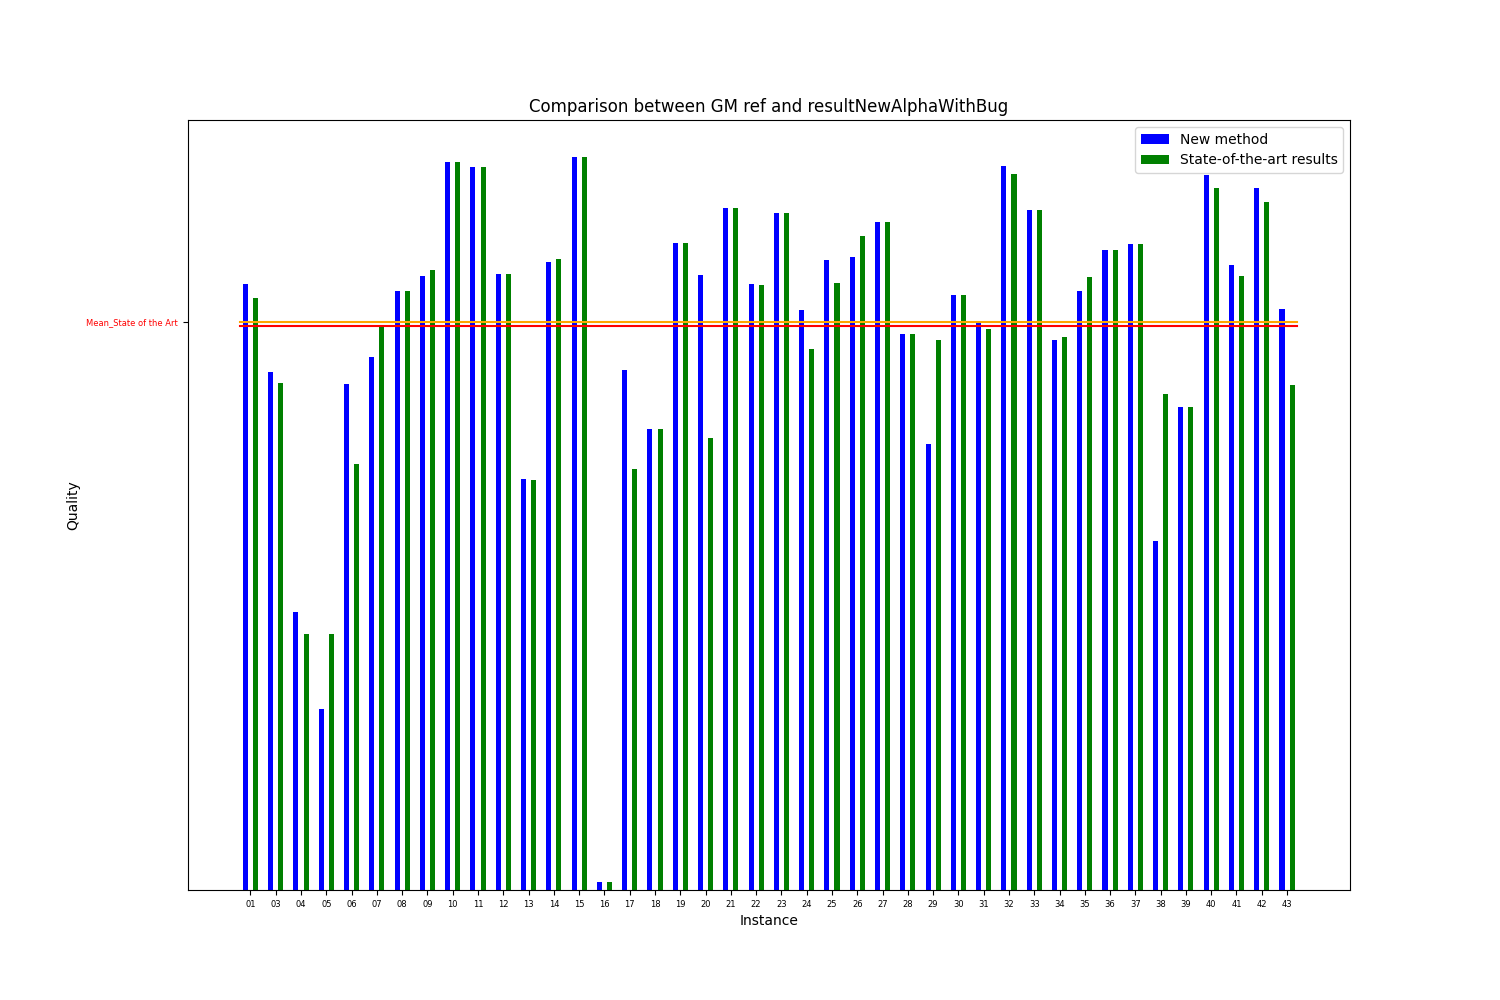 Comparison between GM ref and resultNewAlphaWithBug
New method
State-of-the-art results
Mean_State of the Art
Quality
01 03 04 05 06 07 08 09 10 11 12 13 14 15 16 17 18 19 20 21 22 23 24 25 26 27 28 29 30 31 32 33 34 35 36 37 38 39 40 41 42 43
Instance